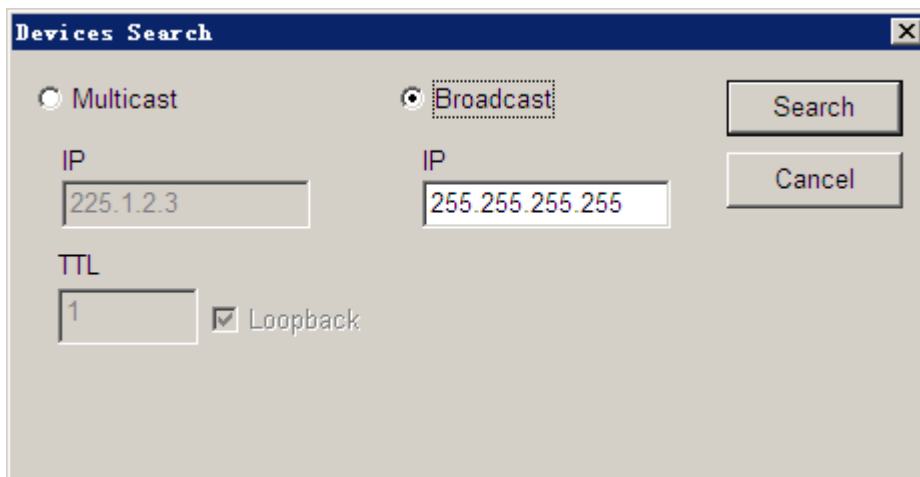 Devices Search
Multicast
Broadcast
Search
IP
IP
Cancel
225.1.2.3
255.255.255.255
TTL
1
Loopback